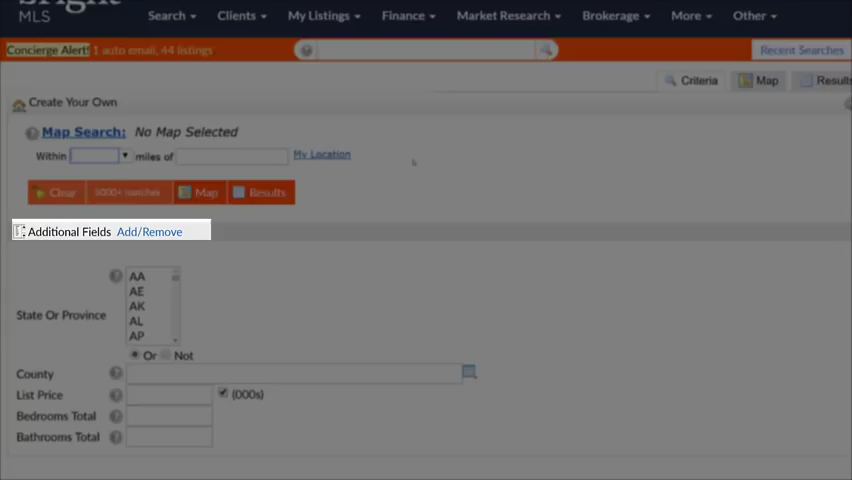 bright
MLS
Search Clients My Listings Finance Market Research Brokerage More Other
Concierge Alert! 1 auto email, 44 listings
Recent Searches
Criteria Map Results
Create Your Own
Map Search: No Map Selected
Within miles of My Location
Clear 5000+ matches Map Results
Additional Fields Add/Remove
AA
AE
AK
State Or Province AL
AP
Or Not
County
List Price (000s)
Bedrooms Total
Bathrooms Total